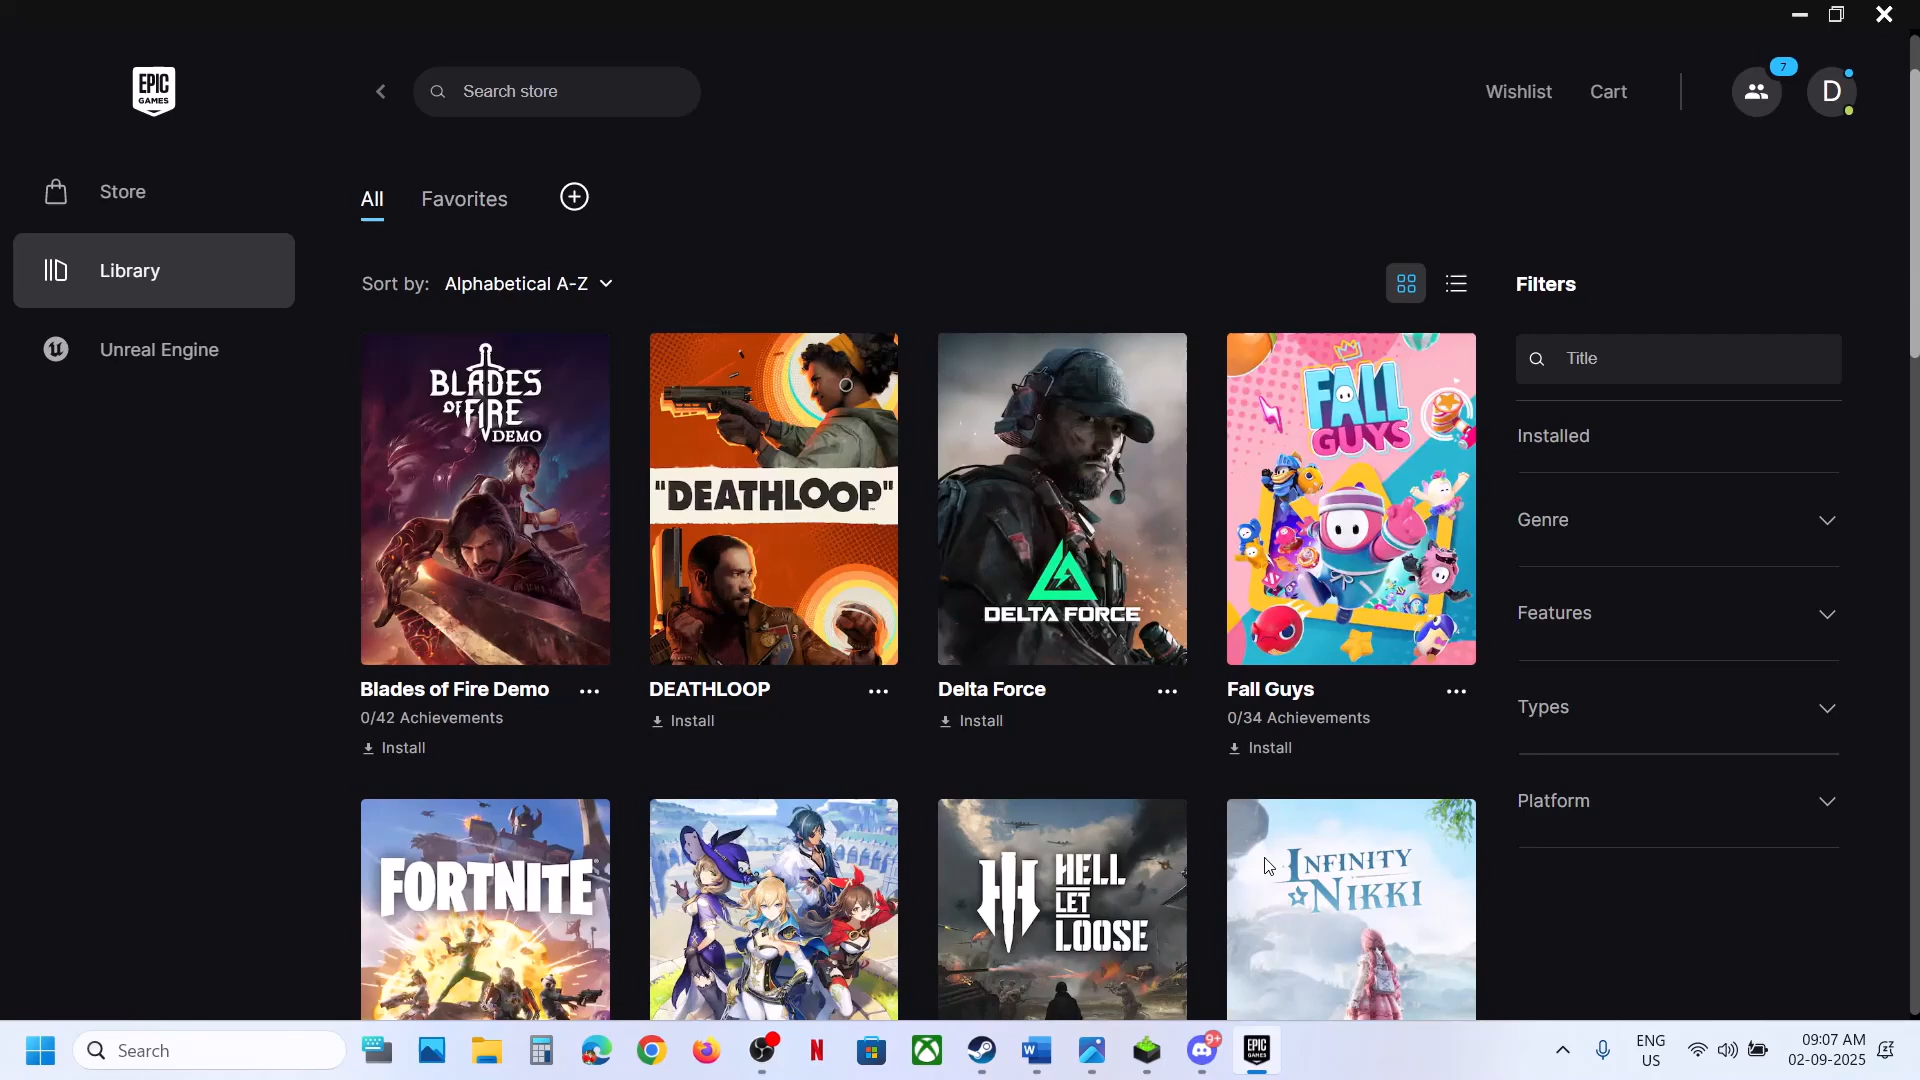 EPIC
GAMES
Search store
Wishlist
Cart
7
D
Store
Library
Unreal Engine
All
Favorites
Sort by: Alphabetical A-Z
Filters
Title
Installed
Genre
Features
Types
Platform
BLADES
OF FIRE
DEMO
"DEATHLOOP"
DELTA FORCE
FALL
GUYS
Blades of Fire Demo
0/42 Achievements
Install
DEATHLOOP
Install
Delta Force
Install
Fall Guys
0/34 Achievements
Install
FORTNITE
HELL
LET
LOOSE
INFINITY
NIKKI
Search
N
9+
EPIC
GAMES
ENG
US
09:07 AM
02-09-2025